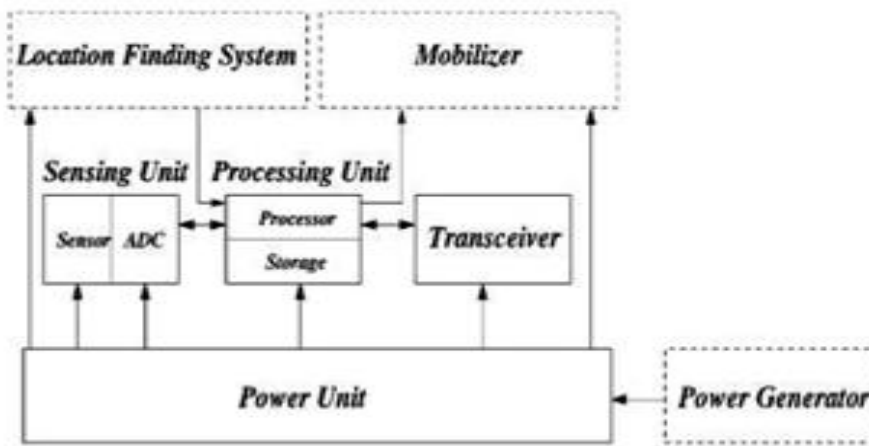 Location Finding System
Mobilizer
Sensing Unit
Processing Unit
Sensor
ADC
Processor
Storage
Transceiver
Power Unit
Power Generator